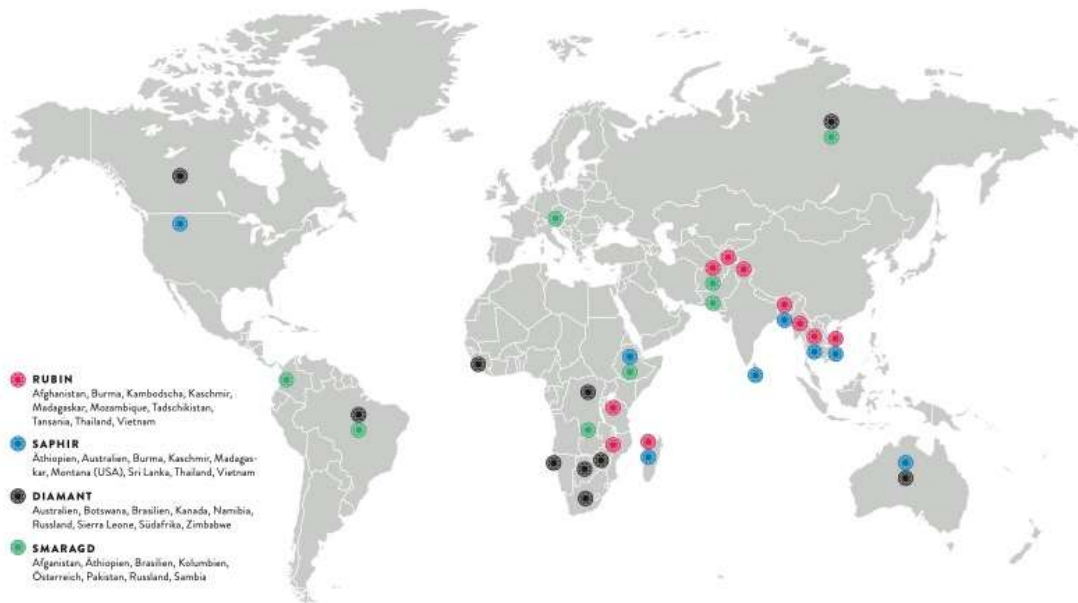 RUBIN
Afghanistan, Burma, Kambodscha, Kaschmir,
Madagaskar, Mozambique, Tadschikistan,
Tansania, Thailand, Vietnam
SAPHIR
Äthiopien, Australien, Burma, Kaschmir, Madagas-
kar, Montana (USA), Sri Lanka, Thailand, Vietnam
DIAMANT
Australien, Botswana, Brasilien, Kanada, Namibia,
Russland, Sierra Leone, Südafrika, Zimbabwe
SMARAGD
Afganistan, Äthiopien, Brasilien, Kolumbien,
Österreich, Pakistan, Russland, Sambia